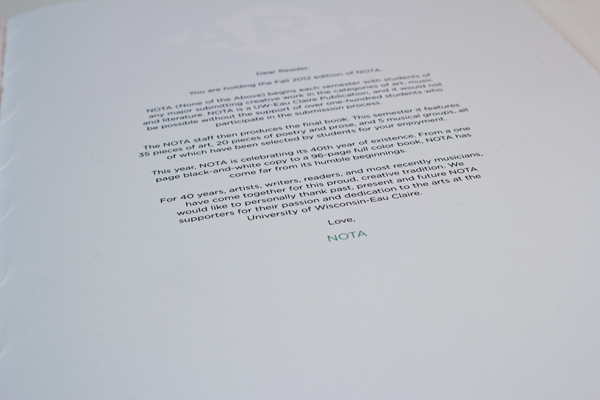 Dear Reader,
You are holding the Fall 2012 edition of NOTA.
NOTA (None of the Above) begins each semester with students of
any major submitting creative work in the categories of art, music
and literature. NOTA is a UW-Eau Claire Publication, and it would not
be possible without the support of over one-hundred students who
participate in the submission process.
The NOTA staff then produces the final book. This semester it features
35 pieces of art, 20 pieces of poetry and prose, and 5 musical groups, all
of which have been selected by students for your enjoyment.
This year, NOTA is celebrating its 40th year of existence. From a one
page black-and-white copy to a 96-page full color book, NOTA has
come far from its humble beginnings.
For 40 years, artists, writers, readers, and most recently musicians,
have come together for this proud, creative tradition. We
would like to personally thank past, present and future NOTA
supporters for their passion and dedication to the arts at the
University of Wisconsin-Eau Claire.
Love,
NOTA